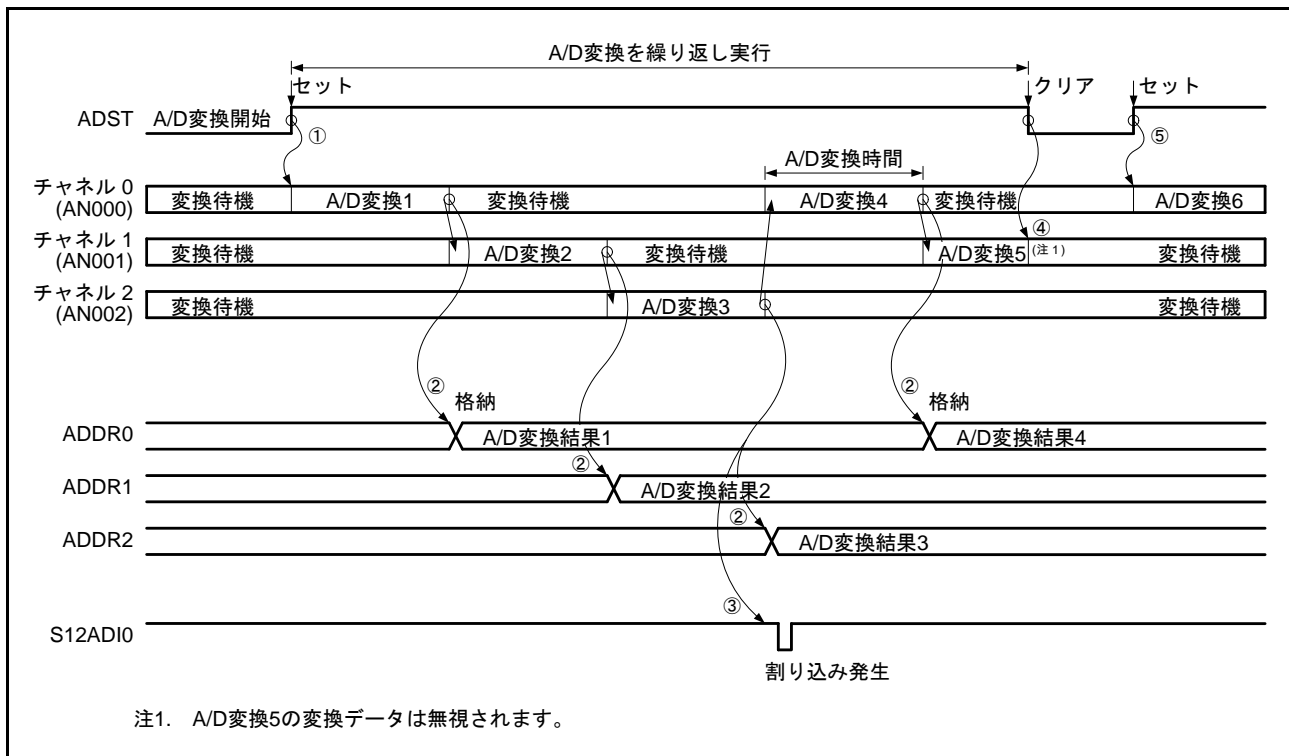 A/D変換を繰り返し実行
セット クリア セット
ADST A/D変換開始 ① ⑤
A/D変換時間
チャネル 0
(AN000) 変換待機 A/D変換1 変換待機 A/D変換4 変換待機 A/D変換6
④
チャネル 1
(AN001) 変換待機 A/D変換2 変換待機 A/D変換5 (注 1) 変換待機
チャネル 2
(AN002) 変換待機 A/D変換3 変換待機
② 格納 ② 格納
ADDR0 A/D変換結果1 A/D変換結果4
②
ADDR1 A/D変換結果2
②
ADDR2 A/D変換結果3
③
S12ADI0
割り込み発生
注1. A/D変換5の変換データは無視されます。